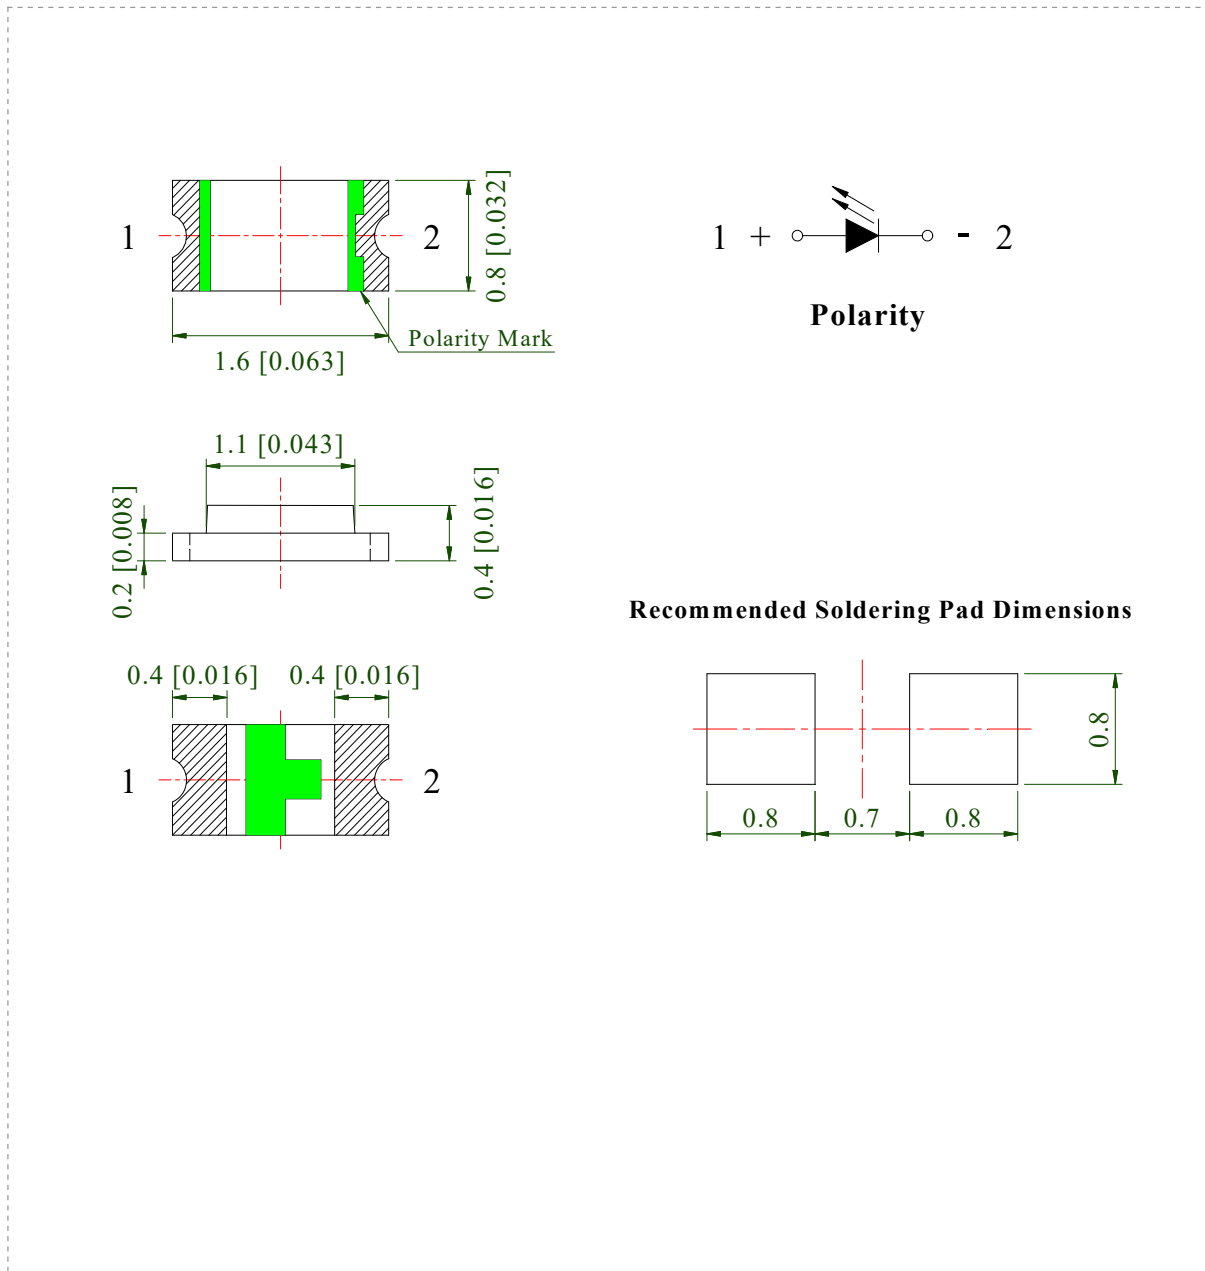 1
2
0.8 [0.032]
Polarity Mark
1.6 [0.063]
1 + - 2
Polarity
1.1 [0.043]
0.2 [0.008]
0.4 [0.016]
Recommended Soldering Pad Dimensions
0.4 [0.016] 0.4 [0.016]
1
2
0.8
0.8 0.7 0.8